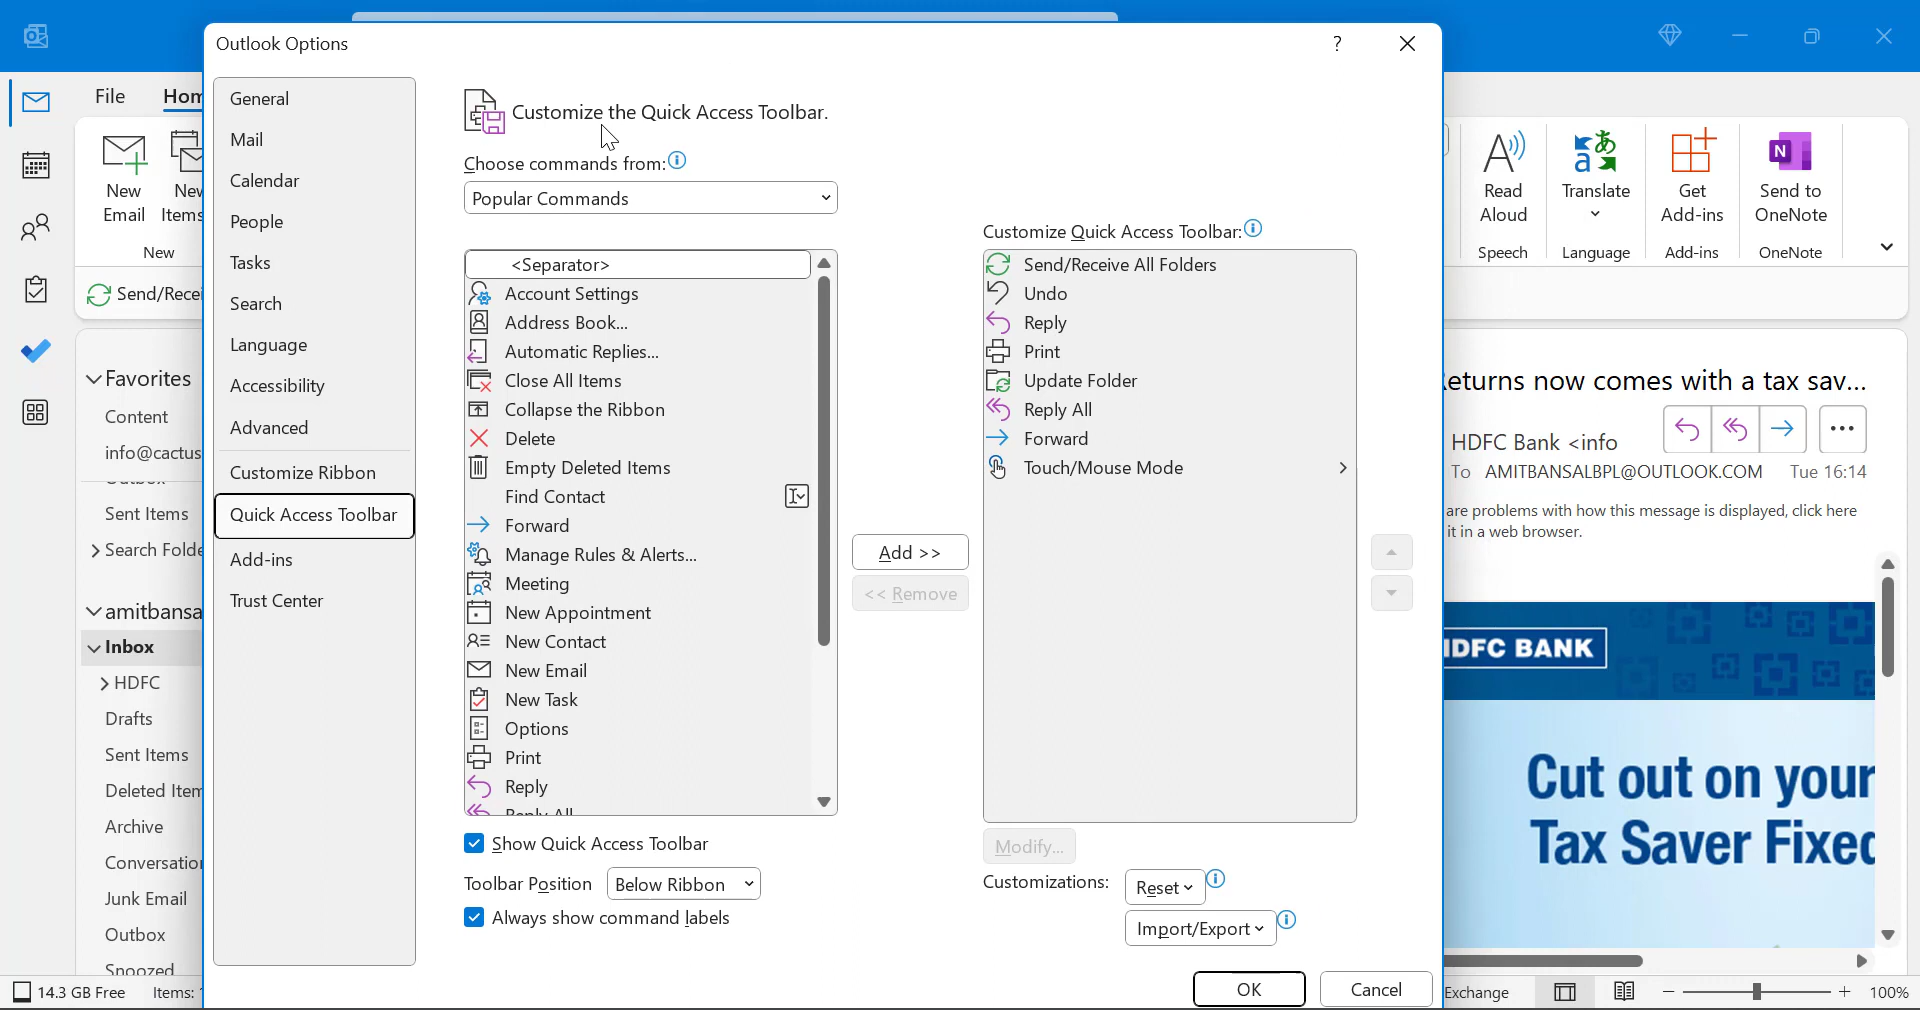 Outlook Options
?
File
Hom
General
Mail
Calendar
People
Tasks
Search
Language
Accessibility
Advanced
Customize Ribbon
Quick Access Toolbar
Add-ins
Trust Center
New Email
New Items
New
Send/Recei
Favorites
Content
info@cactus
Sent Items
Search Folde
amitbansa
Inbox
HDFC
Drafts
Sent Items
Deleted Item
Archive
Conversation
Junk Email
Outbox
Snoozed
14.3 GB Free
Items:
Customize the Quick Access Toolbar.
Choose commands from:
Popular Commands
<Separator>
Account Settings
Address Book...
Automatic Replies...
Close All Items
Collapse the Ribbon
Delete
Empty Deleted Items
Find Contact
Forward
Manage Rules & Alerts...
Meeting
New Appointment
New Contact
New Email
New Task
Options
Print
Reply
Reply All
Add >>
<< Remove
Customize Quick Access Toolbar:
Send/Receive All Folders
Undo
Reply
Print
Update Folder
Reply All
Forward
Touch/Mouse Mode
Modify...
Show Quick Access Toolbar
Toolbar Position
Below Ribbon
Always show command labels
Customizations:
Reset
Import/Export
OK
Cancel
Read Aloud
Speech
Translate
Language
Get Add-ins
Add-ins
Send to OneNote
OneNote
eturns now comes with a tax sav...
HDFC Bank <info
To AMITBANSALBPL@OUTLOOK.COM
Tue 16:14
are problems with how this message is displayed, click here
it in a web browser.
HDFC BANK
Cut out on your
Tax Saver Fixed
Exchange
100%